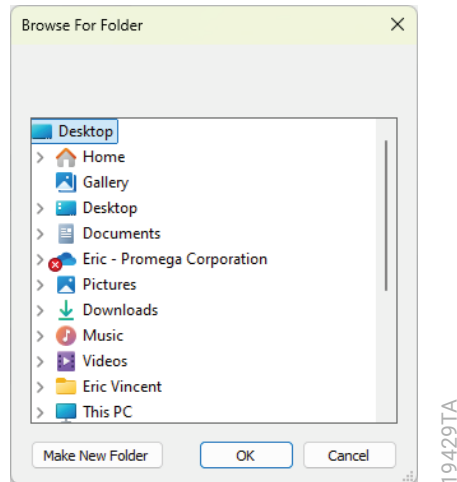 Browse For Folder
Desktop
Home
Gallery
Desktop
Documents
Eric - Promega Corporation
Pictures
Downloads
Music
Videos
Eric Vincent
This PC
Make New Folder
OK
Cancel
19429TA